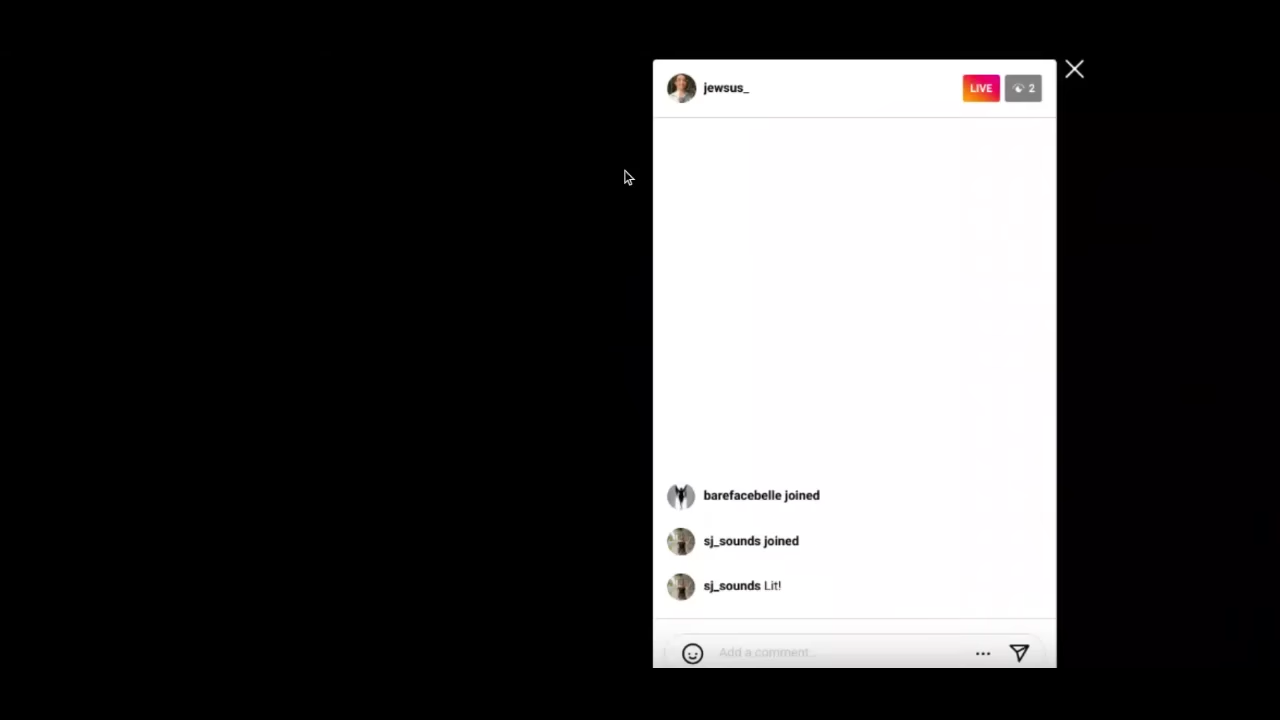 jewsus_
LIVE 2
barefacebelle joined
sj_sounds joined
sj_sounds Lit!
Add a comment...